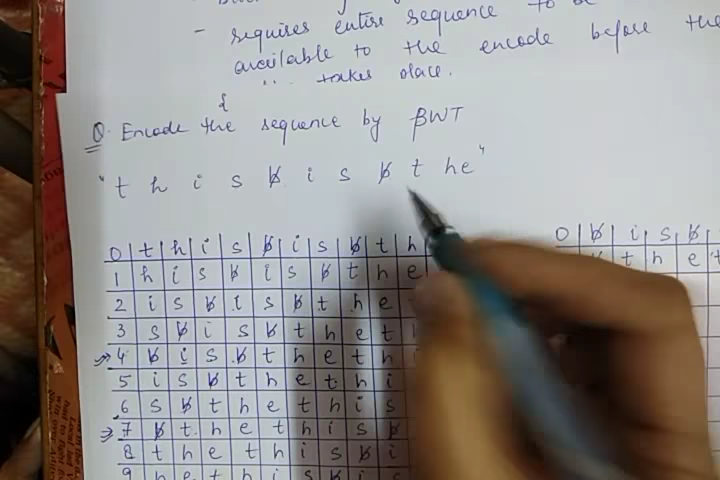 - requires entire sequence to be
available to the encode before the
takes place.
Q. Encode the sequence by BWT
"t h i s b̸ i s b̸ t he"
0 t h i s b̸ i s b̸ t h
1 h i s b̸ i s b̸ t h e
2 i s b̸ i s b̸ t h e
3 s b̸ i s b̸ t h e t h
4 b̸ i s b̸ t h e t h
5 i s b̸ t h e t h i
6 s b̸ t h e t h i s
7 b̸ t h e t h i s b̸
8 t h e t h i s b̸ i
9 h e t h i s b̸ i s
0 b̸ i s b̸
t h e t